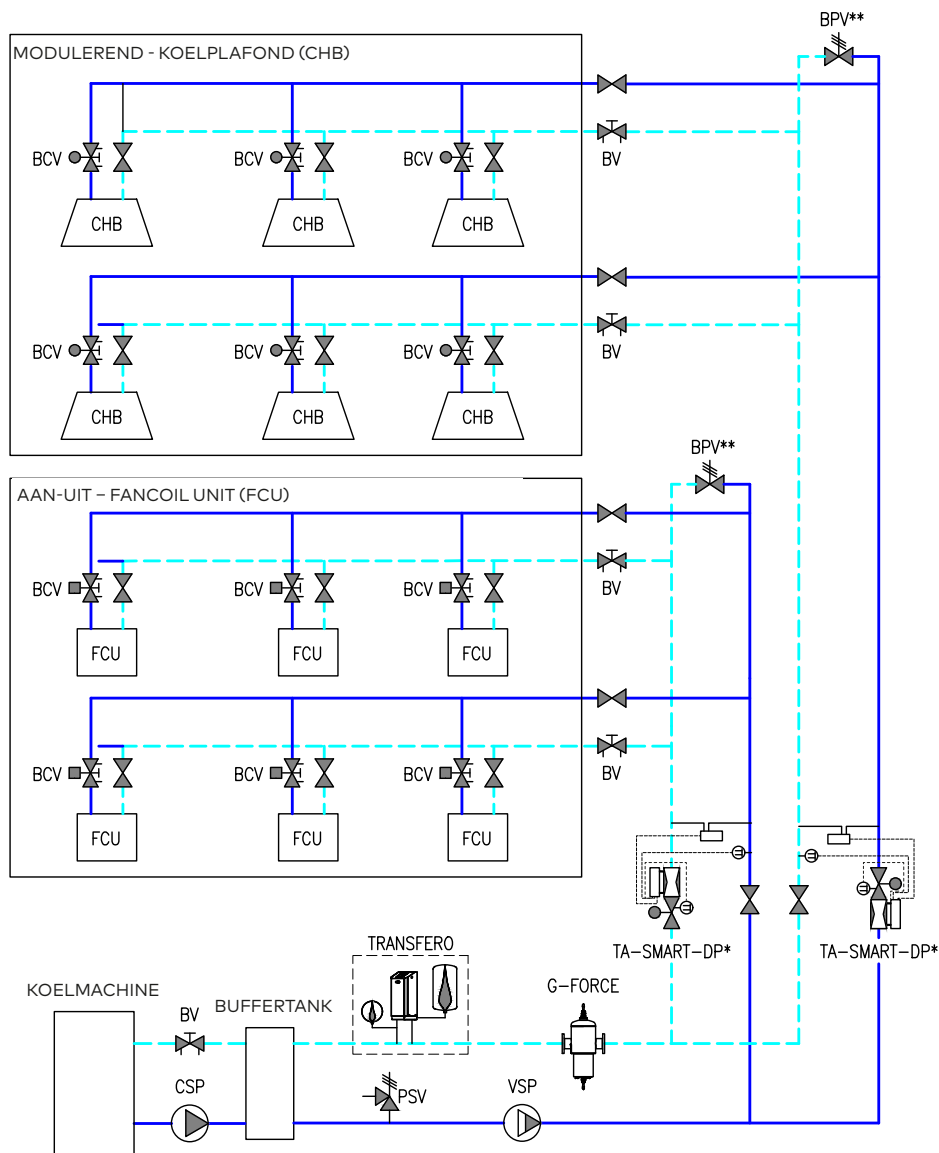 BPV**
MODULEREND - KOELPLAFOND (CHB)
BCV
BCV
BCV
BV
CHB
CHB
CHB
BCV
BCV
BCV
BV
CHB
CHB
CHB
BPV**
AAN-UIT – FANCOIL UNIT (FCU)
BCV
BCV
BCV
BV
FCU
FCU
FCU
BCV
BCV
BCV
BV
FCU
FCU
FCU
TA-SMART-DP*
TA-SMART-DP*
TRANSFERO
KOELMACHINE
BUFFERTANK
G-FORCE
BV
CSP
PSV
VSP